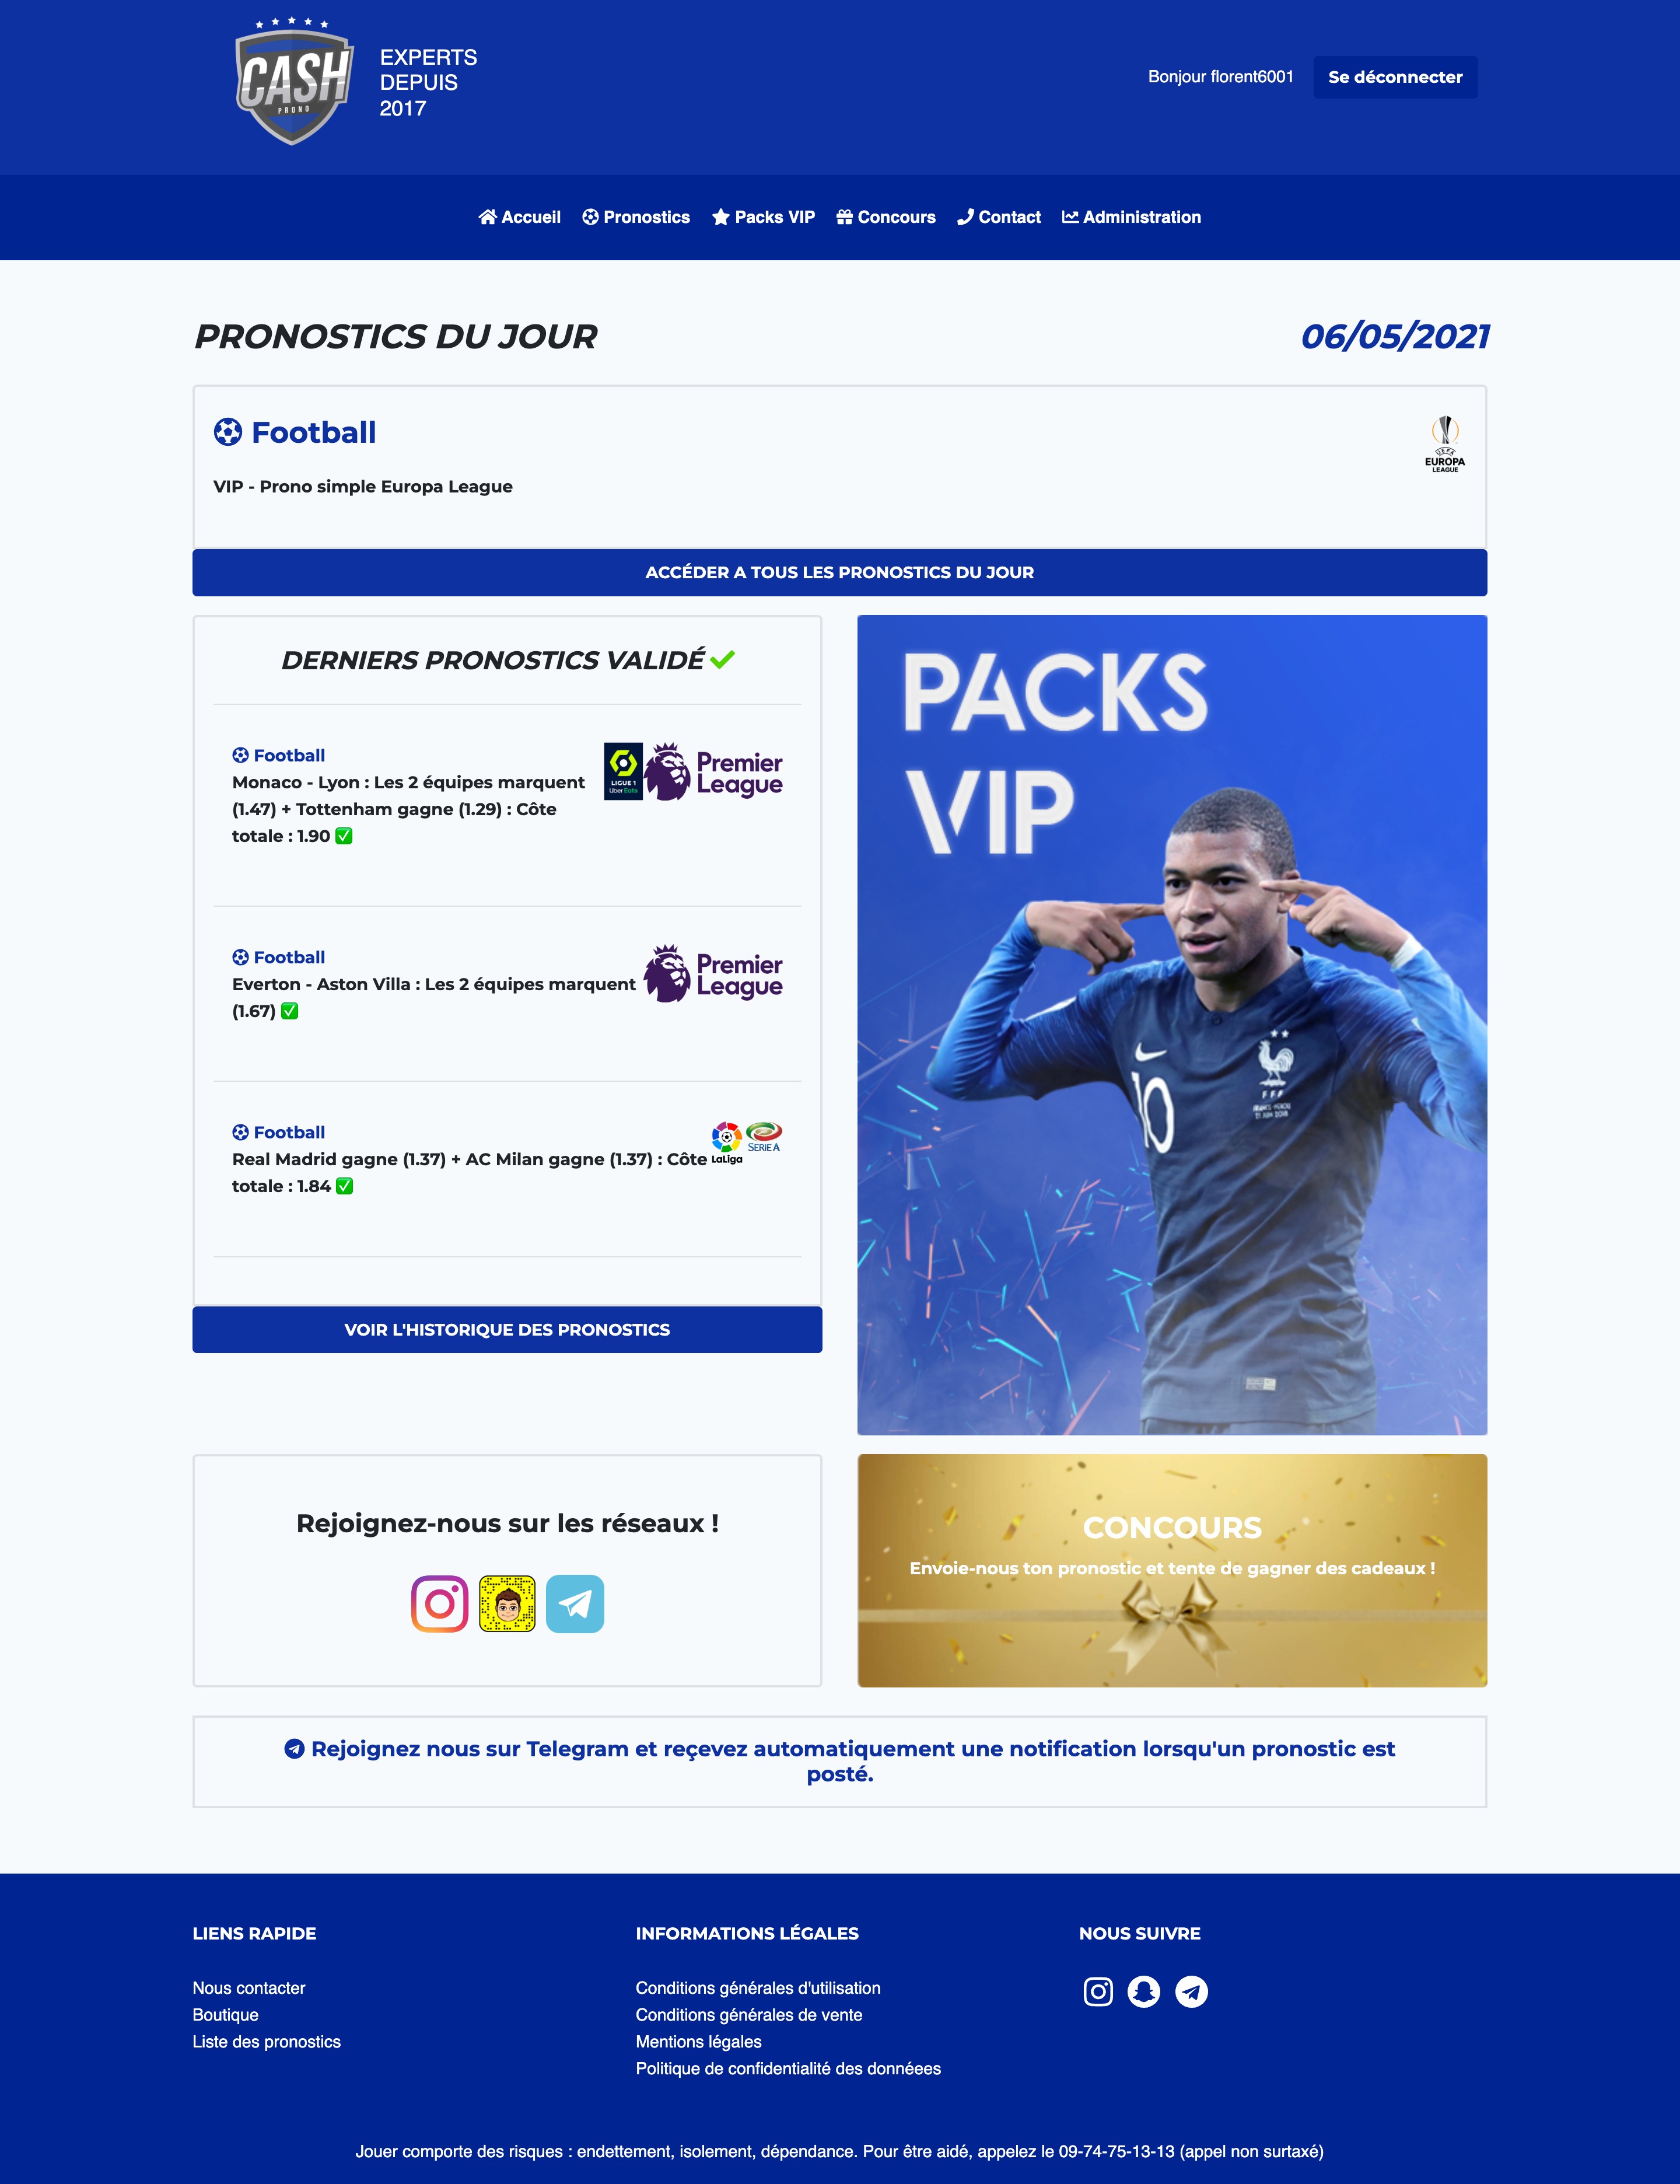 CASH
PRONO
EXPERTS
DEPUIS
2017
Bonjour florent6001
Se déconnecter
Accueil
Pronostics
Packs VIP
Concours
Contact
Administration
PRONOSTICS DU JOUR
06/05/2021
Football
UEFA
EUROPA
LEAGUE
VIP - Prono simple Europa League
ACCÉDER A TOUS LES PRONOSTICS DU JOUR
DERNIERS PRONOSTICS VALIDÉ
Football
Monaco - Lyon : Les 2 équipes marquent
(1.47) + Tottenham gagne (1.29) : Côte
totale : 1.90 ✅
LIGUE 1
Uber Eats
Premier
League
Football
Everton - Aston Villa : Les 2 équipes marquent
(1.67) ✅
Premier
League
Football
Real Madrid gagne (1.37) + AC Milan gagne (1.37) : Côte
totale : 1.84 ✅
LaLiga
SERIE A
VOIR L'HISTORIQUE DES PRONOSTICS
PACKS
VIP
10
FFF
Rejoignez-nous sur les réseaux !
CONCOURS
Envoie-nous ton pronostic et tente de gagner des cadeaux !
Rejoignez nous sur Telegram et reçevez automatiquement une notification lorsqu'un pronostic est
posté.
LIENS RAPIDE
Nous contacter
Boutique
Liste des pronostics
INFORMATIONS LÉGALES
Conditions générales d'utilisation
Conditions générales de vente
Mentions légales
Politique de confidentialité des donnéees
NOUS SUIVRE
Jouer comporte des risques : endettement, isolement, dépendance. Pour être aidé, appelez le 09-74-75-13-13 (appel non surtaxé)